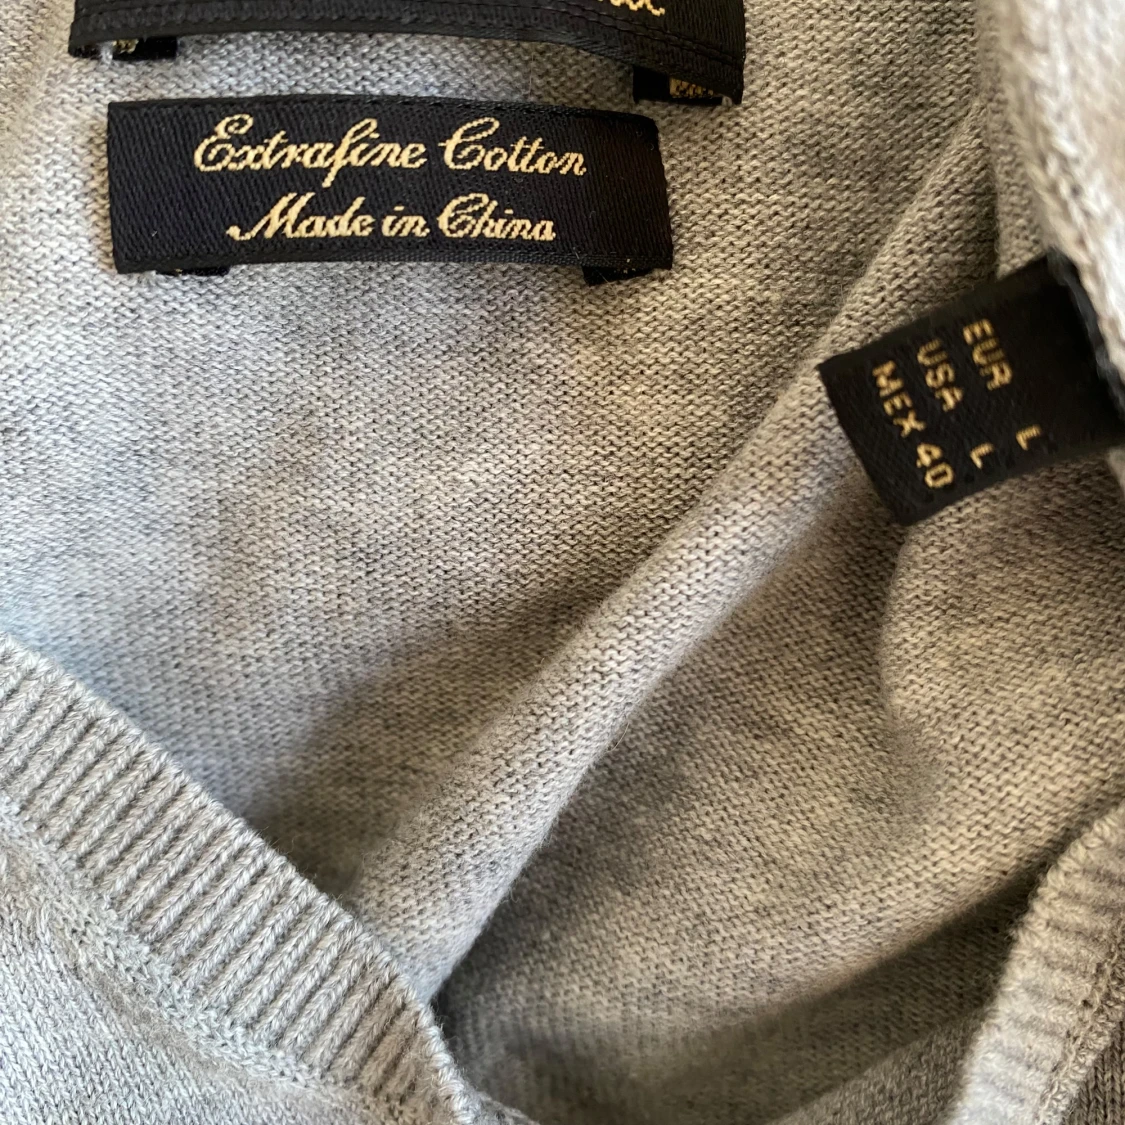 Extrafine Cotton
Made in China
EUR L
USA L
MEX 40